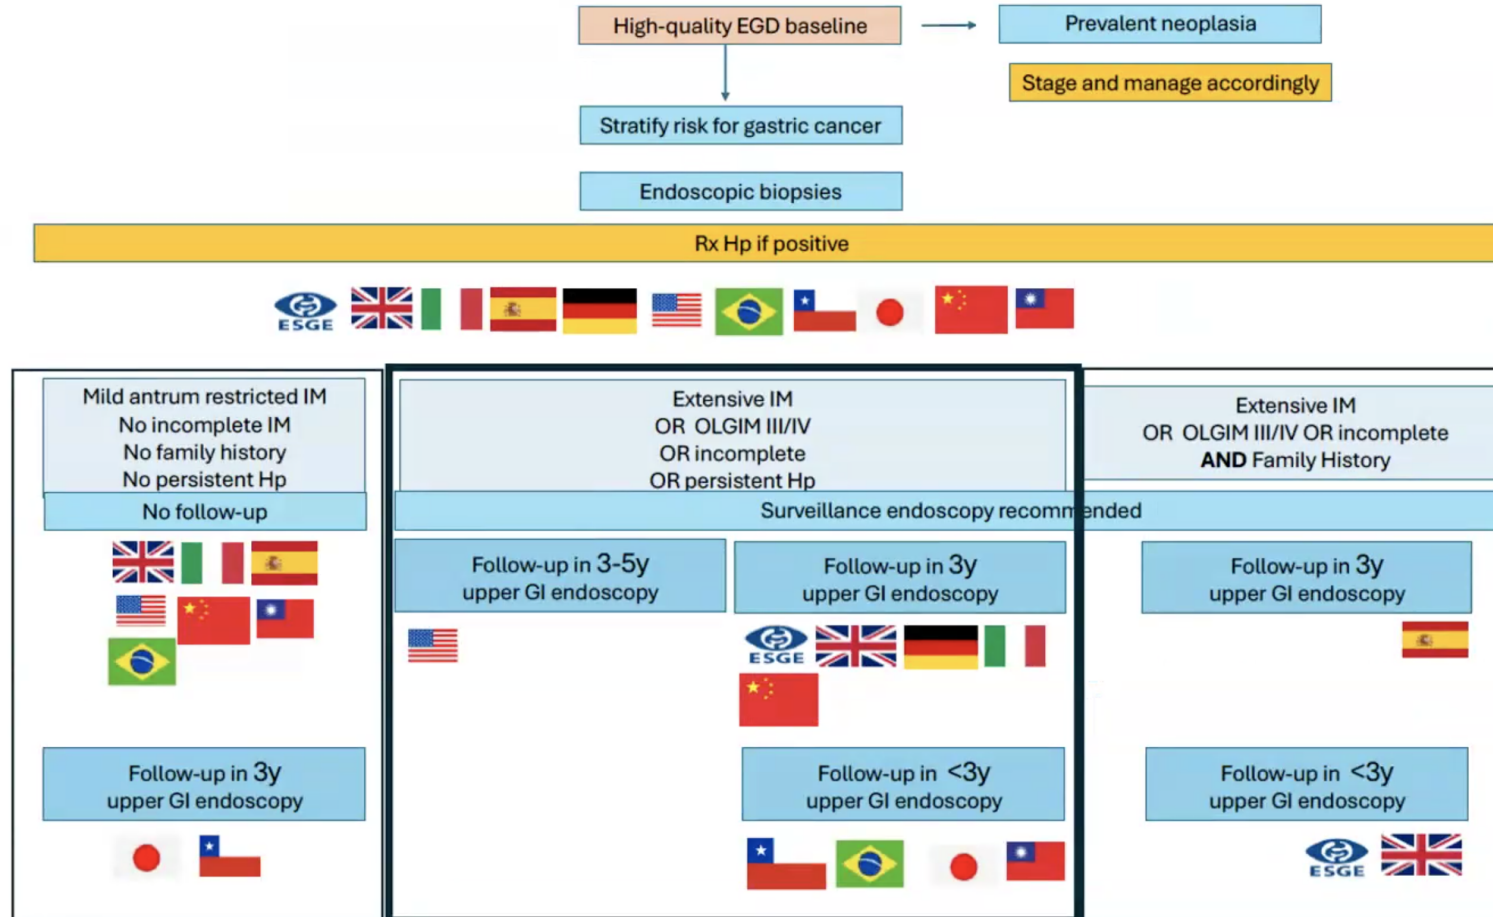 High-quality EGD baseline
Prevalent neoplasia
Stage and manage accordingly
Stratify risk for gastric cancer
Endoscopic biopsies
Rx Hp if positive
ESGE
Mild antrum restricted IM
No incomplete IM
No family history
No persistent Hp
No follow-up
Follow-up in 3y
upper GI endoscopy
Extensive IM
OR OLGIM III/IV
OR incomplete
OR persistent Hp
Surveillance endoscopy recommended
Follow-up in 3-5y
upper GI endoscopy
Follow-up in 3y
upper GI endoscopy
ESGE
Follow-up in <3y
upper GI endoscopy
Extensive IM
OR OLGIM III/IV OR incomplete
AND Family History
Follow-up in 3y
upper GI endoscopy
Follow-up in <3y
upper GI endoscopy
ESGE